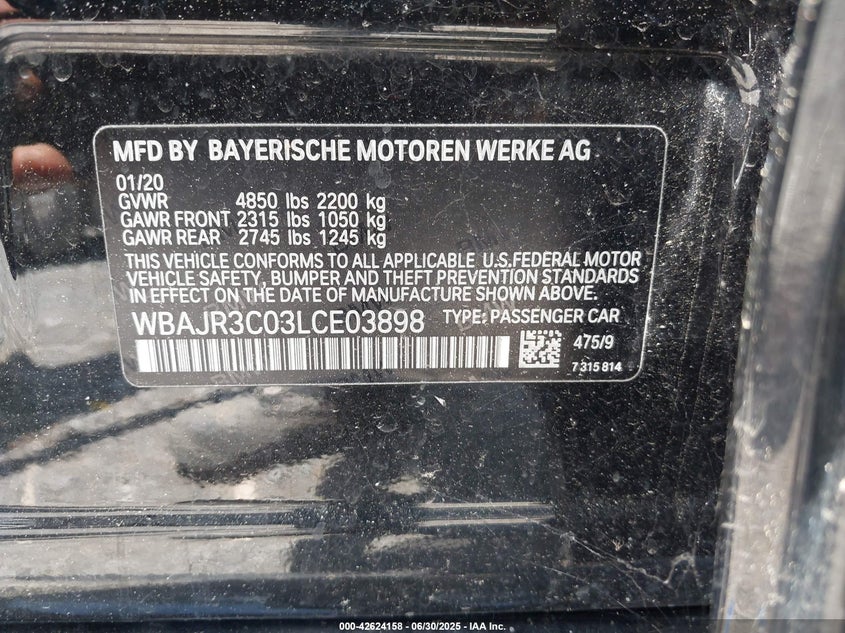 MFD BY BAYERISCHE MOTOREN WERKE AG
01/20
GVWR 4850 lbs 2200 kg
GAWR FRONT 2315 lbs 1050 kg
GAWR REAR 2745 lbs 1245 kg
THIS VEHICLE CONFORMS TO ALL APPLICABLE U.S.FEDERAL MOTOR
VEHICLE SAFETY, BUMPER AND THEFT PREVENTION STANDARDS
IN EFFECT ON THE DATE OF MANUFACTURE SHOWN ABOVE.
WBAJR3C03LCE03898 TYPE: PASSENGER CAR
475/9
7 315 814
000-42624158 - 06/30/2025 - IAA Inc.